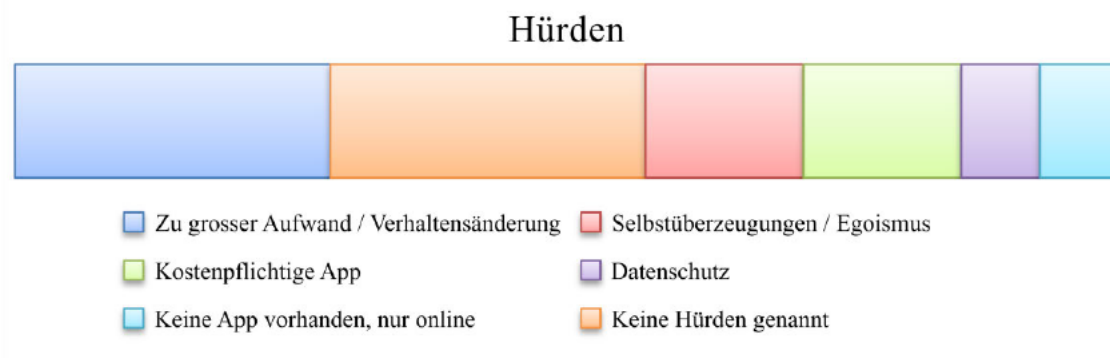 Hürden
Zu grosser Aufwand / Verhaltensänderung
Selbstüberzeugungen / Egoismus
Kostenpflichtige App
Datenschutz
Keine App vorhanden, nur online
Keine Hürden genannt